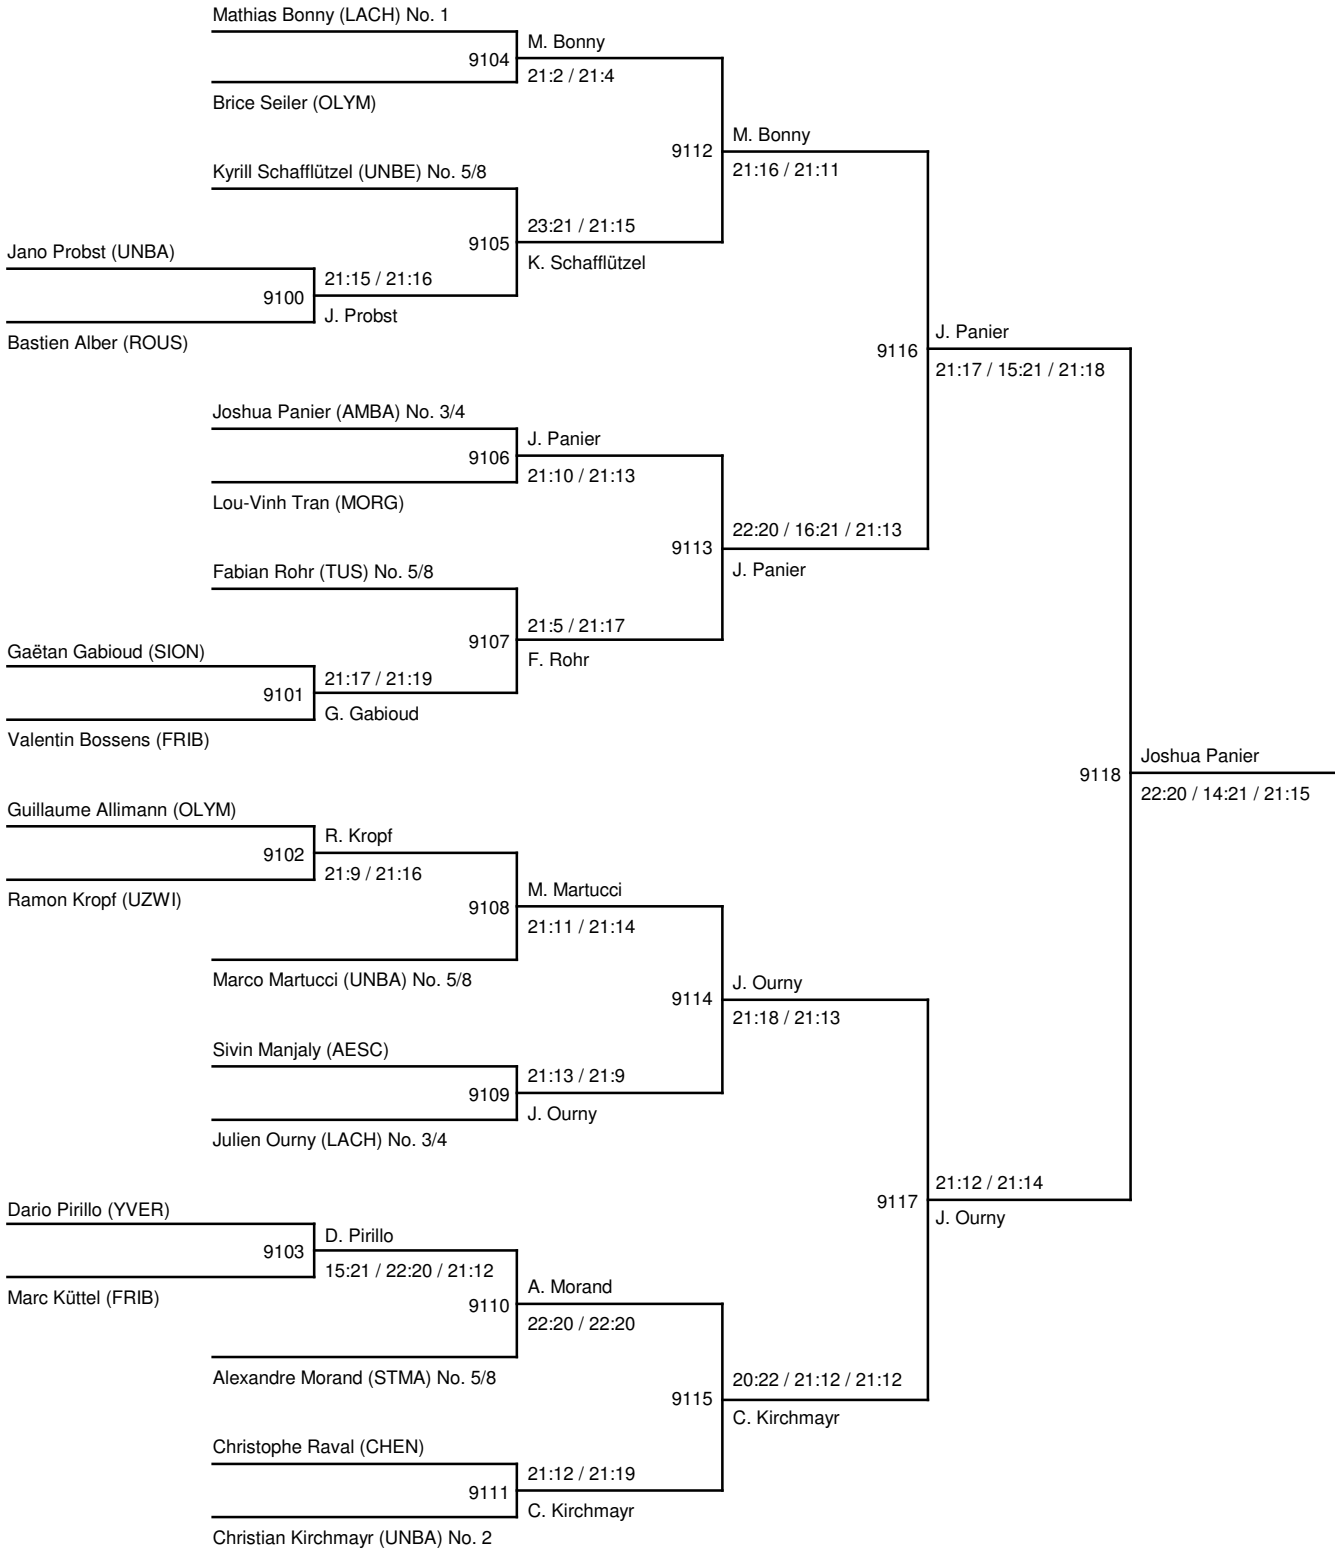 Mathias Bonny (LACH) No. 1
M. Bonny
9104
21:2 / 21:4
Brice Seiler (OLYM)
M. Bonny
9112
21:16 / 21:11
Kyrill Schafflützel (UNBE) No. 5/8
23:21 / 21:15
9105
K. Schafflützel
Jano Probst (UNBA)
21:15 / 21:16
9100
J. Probst
Bastien Alber (ROUS)
J. Panier
9116
21:17 / 15:21 / 21:18
Joshua Panier (AMBA) No. 3/4
J. Panier
9106
21:10 / 21:13
Lou-Vinh Tran (MORG)
22:20 / 16:21 / 21:13
9113
J. Panier
Fabian Rohr (TUS) No. 5/8
21:5 / 21:17
9107
F. Rohr
Gaëtan Gabioud (SION)
21:17 / 21:19
9101
G. Gabioud
Valentin Bossens (FRIB)
Joshua Panier
9118
22:20 / 14:21 / 21:15
Guillaume Allimann (OLYM)
R. Kropf
9102
21:9 / 21:16
Ramon Kropf (UZWI)
M. Martucci
9108
21:11 / 21:14
Marco Martucci (UNBA) No. 5/8
J. Ourny
9114
21:18 / 21:13
Sivin Manjaly (AESC)
21:13 / 21:9
9109
J. Ourny
Julien Ourny (LACH) No. 3/4
21:12 / 21:14
9117
J. Ourny
Dario Pirillo (YVER)
D. Pirillo
9103
15:21 / 22:20 / 21:12
Marc Küttel (FRIB)
A. Morand
9110
22:20 / 22:20
Alexandre Morand (STMA) No. 5/8
20:22 / 21:12 / 21:12
9115
C. Kirchmayr
Christophe Raval (CHEN)
21:12 / 21:19
9111
C. Kirchmayr
Christian Kirchmayr (UNBA) No. 2